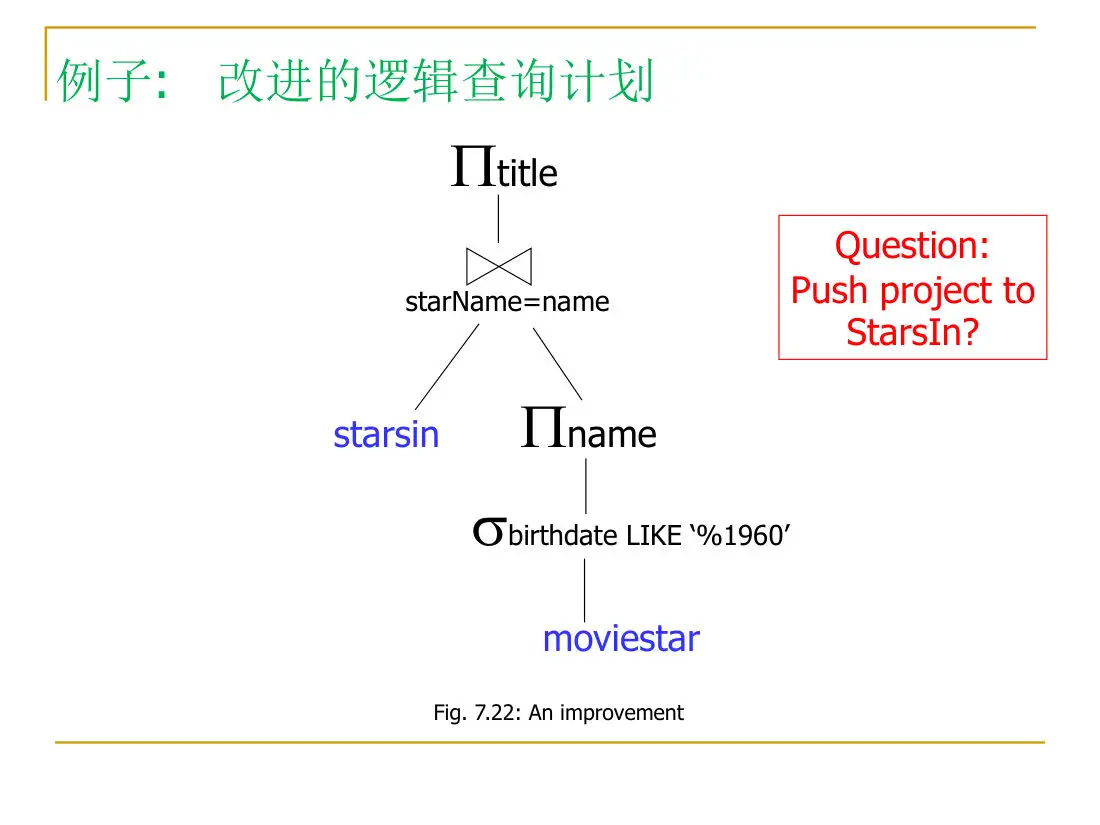 例子： 改进的逻辑查询计划
Πtitle
⋈
starName=name
Question:
Push project to
StarsIn?
starsin
Πname
σbirthdate LIKE ‘%1960’
moviestar
Fig. 7.22: An improvement